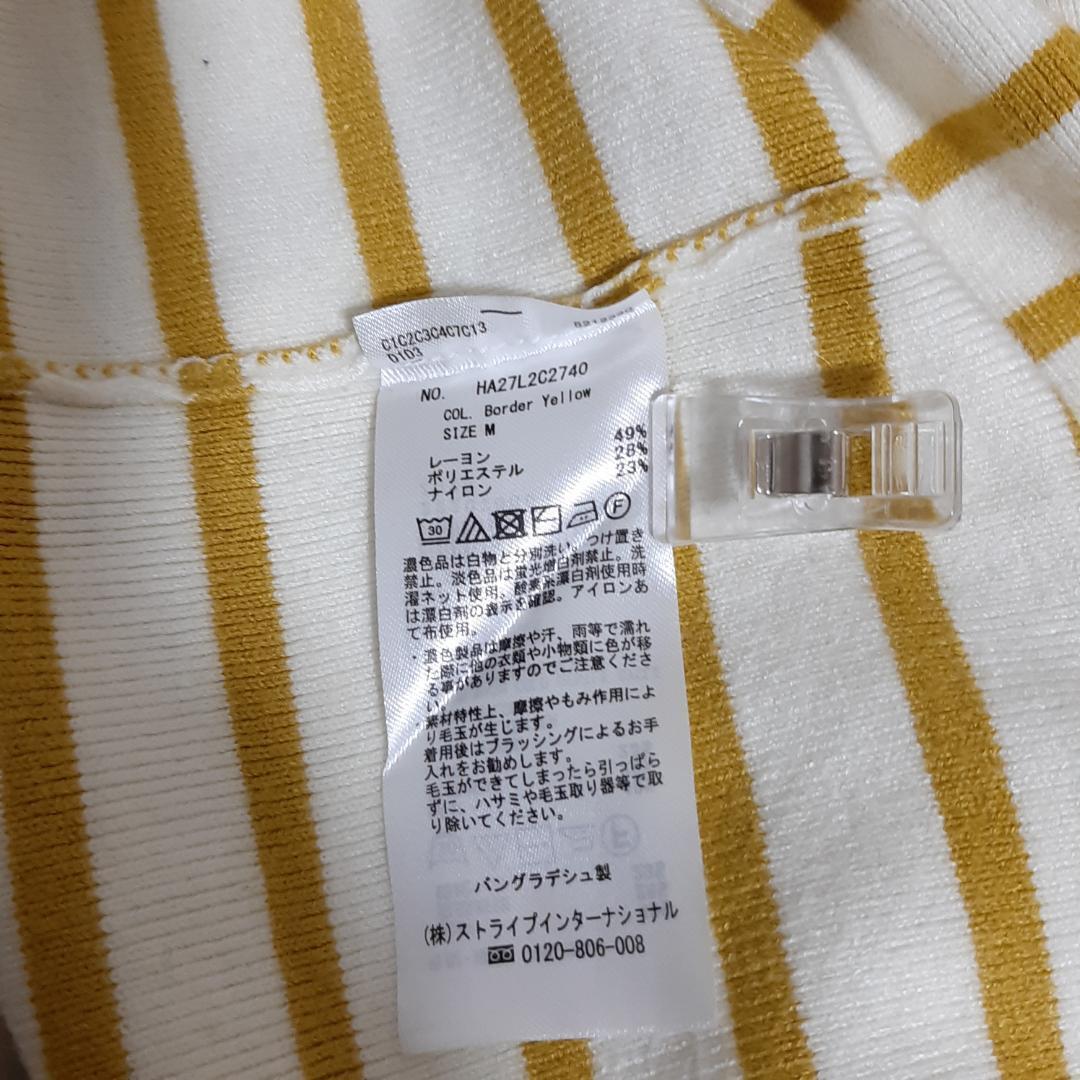 C1C2C3C4C7C13
D1D3
NO. HA27L2C2740
COL. Border Yellow
SIZE M
レーヨン 49%
ポリエステル 28%
ナイロン 23%
30 F
濃色品は白物と分別洗い。つけ置き
禁止。淡色品は蛍光増白剤禁止。洗
濯ネット使用。酸素系漂白剤使用時
は漂白剤の表示を確認。アイロンあ
て布使用。
・濃色製品は摩擦や汗、雨等で濡れ
た際に他の衣類や小物類に色が移
る事がありますのでご注意くださ
い。
・素材特性上、摩擦やもみ作用によ
り毛玉が生じます。
着用後はブラッシングによるお手
入れをお勧めします。
毛玉ができてしまったら引っぱら
ずに、ハサミや毛玉取り器等で取
り除いてください。
バングラデシュ製
(株)ストライプインターナショナル
0120-806-008